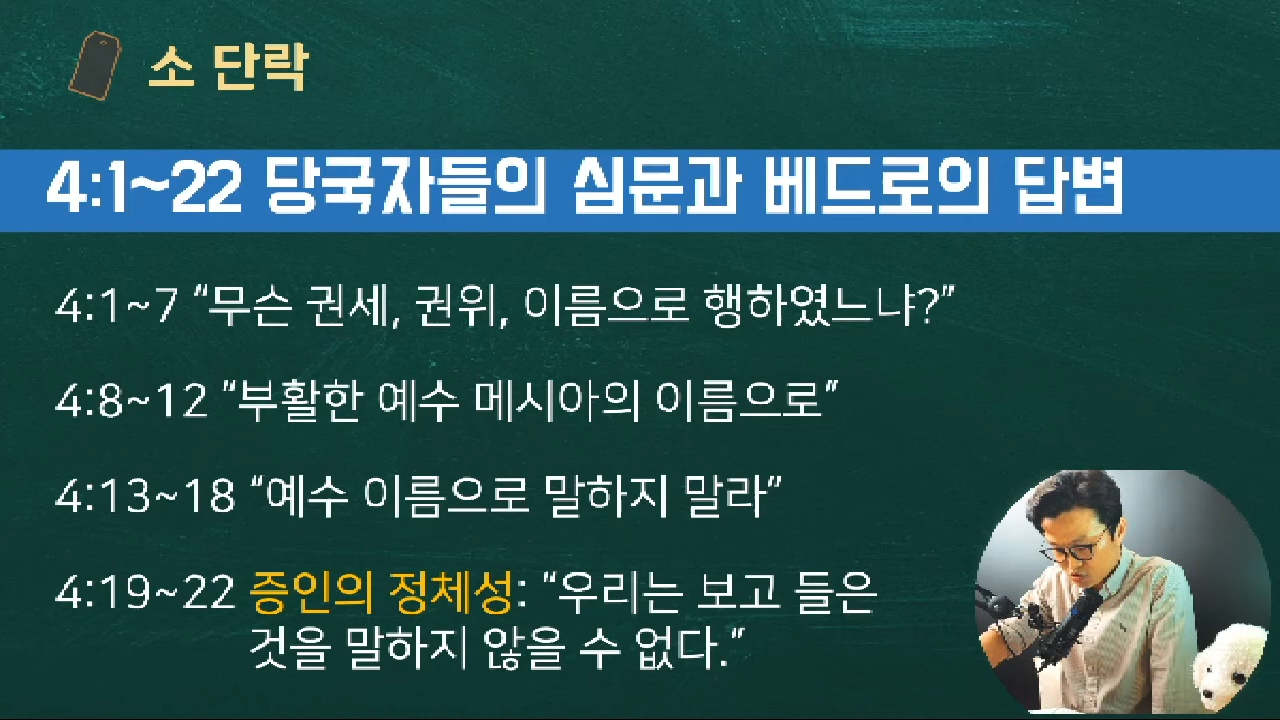 소 단락
4:1~22 당국자들의 심문과 베드로의 답변
4:1~7 “무슨 권세, 권위, 이름으로 행하였느냐?”
4:8~12 “부활한 예수 메시아의 이름으로”
4:13~18 “예수 이름으로 말하지 말라”
4:19~22 증인의 정체성: “우리는 보고 들은
것을 말하지 않을 수 없다.”